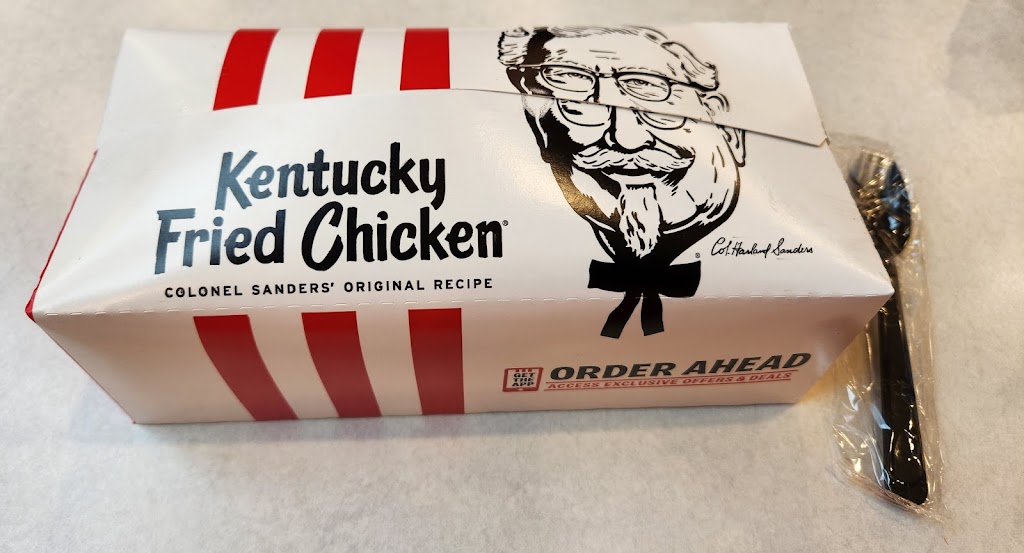 Kentucky
Fried Chicken®
COLONEL SANDERS' ORIGINAL RECIPE
®
Col. Harland Sanders
GET
THE
APP
ORDER AHEAD
ACCESS EXCLUSIVE OFFERS & DEALS